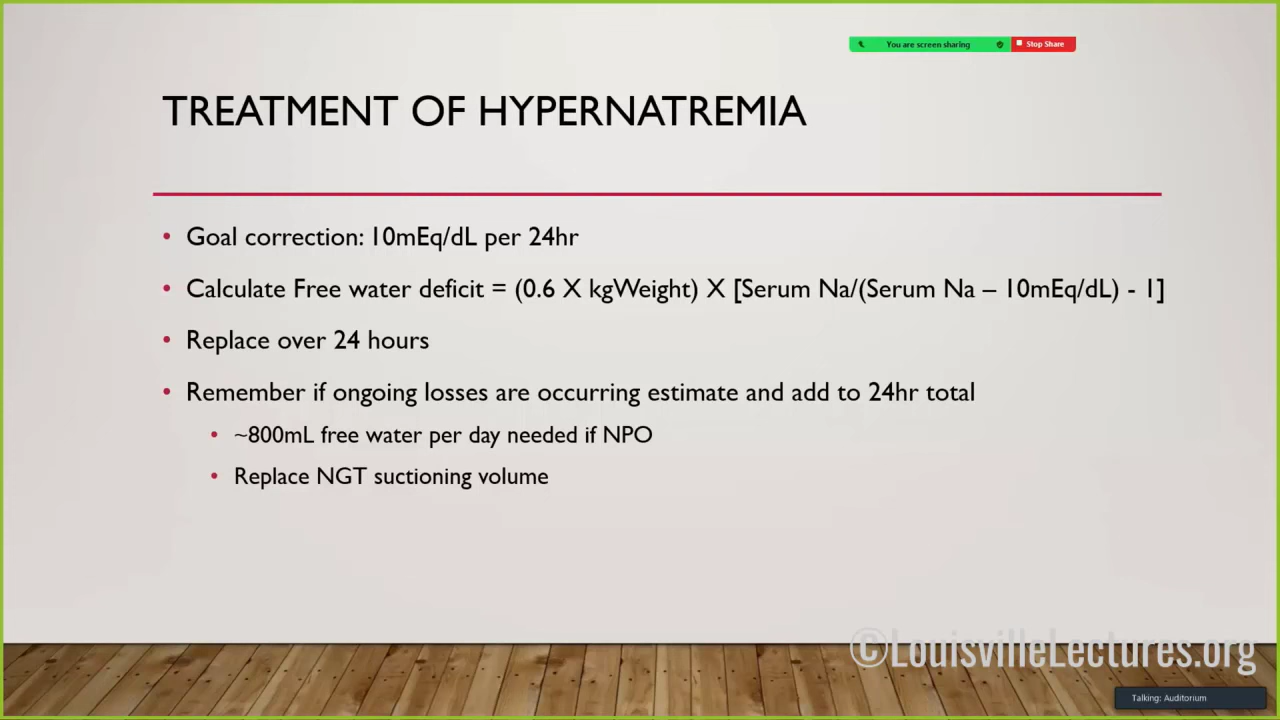 You are screen sharing
Stop Share
TREATMENT OF HYPERNATREMIA
• Goal correction: 10mEq/dL per 24hr
• Calculate Free water deficit = (0.6 X kgWeight) X [Serum Na/(Serum Na – 10mEq/dL) - 1]
• Replace over 24 hours
• Remember if ongoing losses are occurring estimate and add to 24hr total
• ~800mL free water per day needed if NPO
• Replace NGT suctioning volume
©LouisvilleLectures.org
Talking: Auditorium